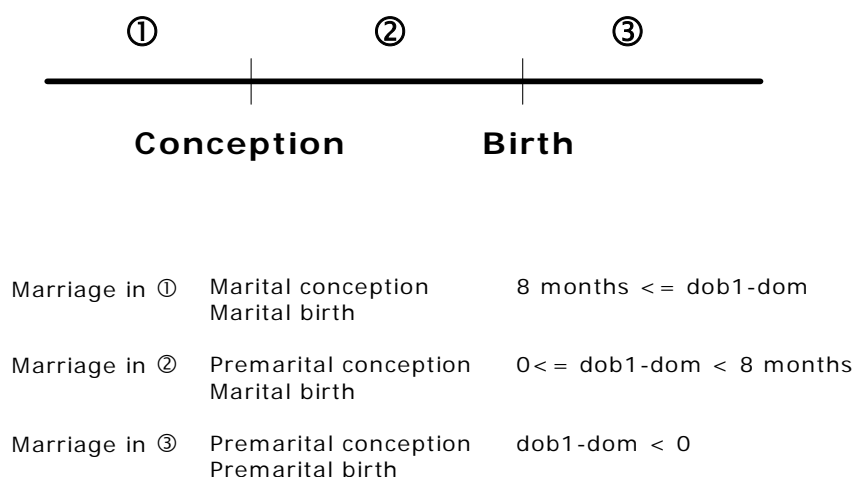 ① ② ③
Conception Birth
Marriage in ① Marital conception 8 months <= dob1-dom
Marital birth
Marriage in ② Premarital conception 0<= dob1-dom < 8 months
Marital birth
Marriage in ③ Premarital conception dob1-dom < 0
Premarital birth